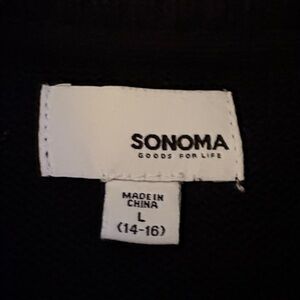 SONOMA
GOODS FOR LIFE
MADE IN
CHINA
L
(14-16)